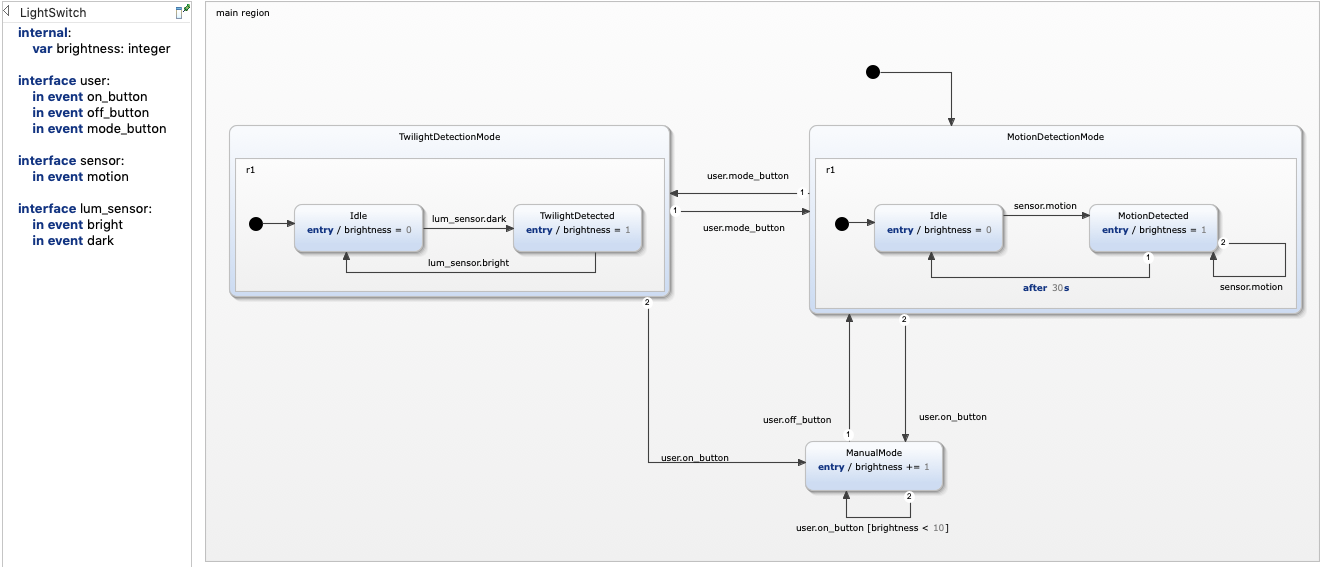 LightSwitch
internal:
var brightness: integer
interface user:
in event on_button
in event off_button
in event mode_button
interface sensor:
in event motion
interface lum_sensor:
in event bright
in event dark
main region
TwilightDetectionMode
r1
Idle
entry / brightness = 0
lum_sensor.dark
TwilightDetected
entry / brightness = 1
lum_sensor.bright
2
user.mode_button
1
1
user.mode_button
MotionDetectionMode
r1
Idle
entry / brightness = 0
sensor.motion
MotionDetected
entry / brightness = 1
2
1
after 30s
sensor.motion
2
user.off_button
user.on_button
1
user.on_button
ManualMode
entry / brightness += 1
2
user.on_button [brightness < 10]